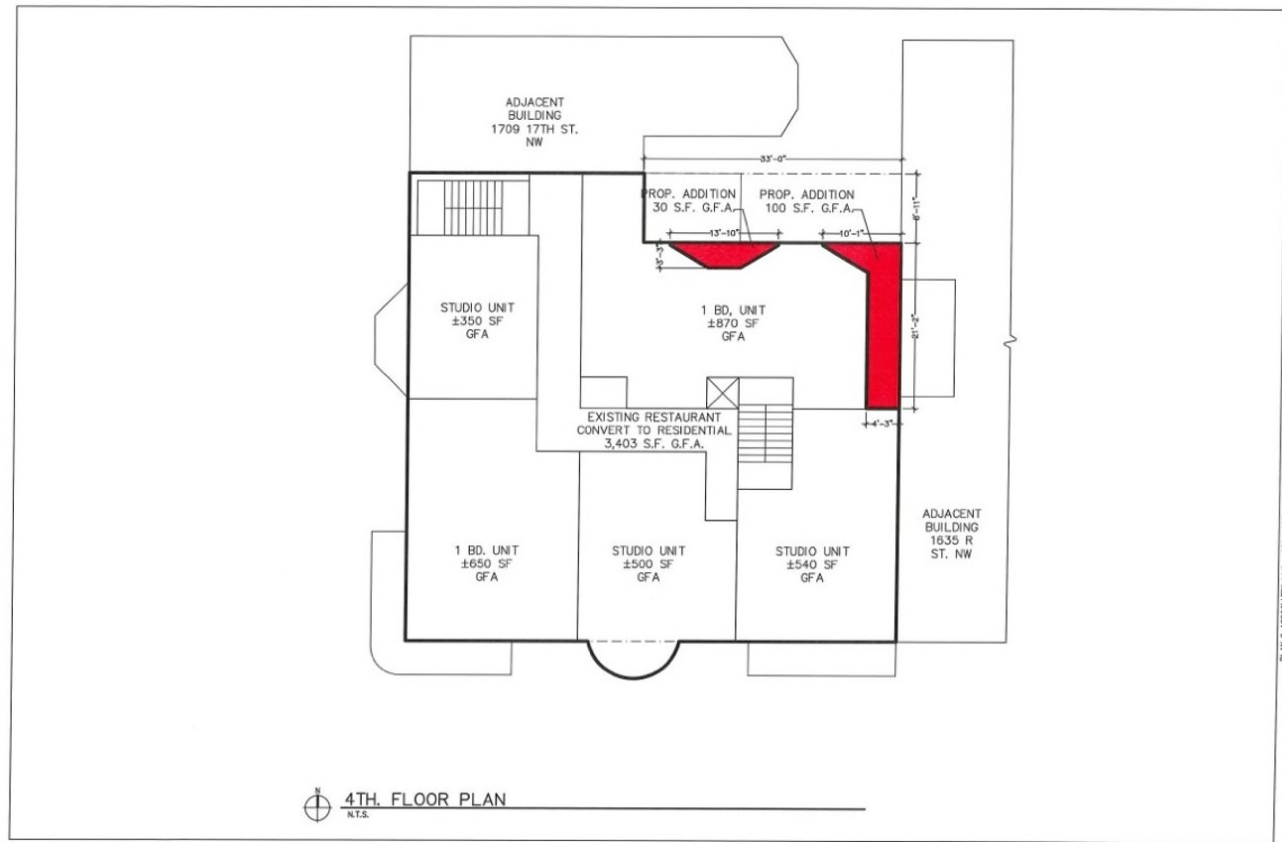 ADJACENT
BUILDING
1709 17TH ST.
NW
33'-0"
PROP. ADDITION
30 S.F. G.F.A.
PROP. ADDITION
100 S.F. G.F.A.
8'-11"
13'-10"
10'-1"
3'-3"
STUDIO UNIT
±350 SF
GFA
1 BD, UNIT
±870 SF
GFA
21'-2"
EXISTING RESTAURANT
CONVERT TO RESIDENTIAL
3,403 S.F. G.F.A.
4'-3"
ADJACENT
BUILDING
1635 R
ST. NW
1 BD. UNIT
±650 SF
GFA
STUDIO UNIT
±500 SF
GFA
STUDIO UNIT
±540 SF
GFA
N
4TH. FLOOR PLAN
N.T.S.